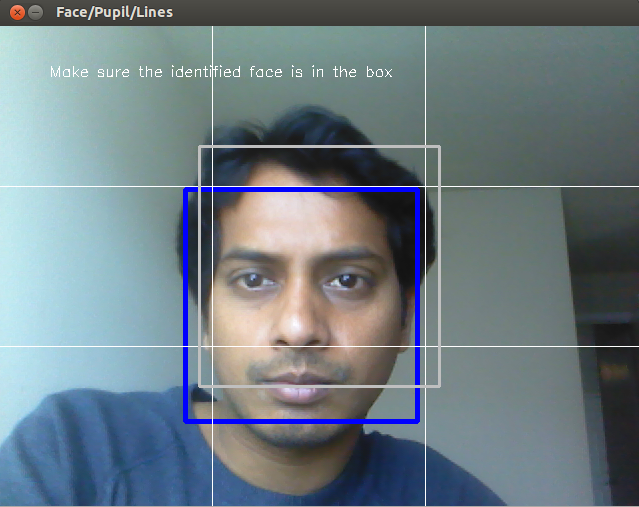 Face/Pupil/Lines
Make sure the identified face is in the box